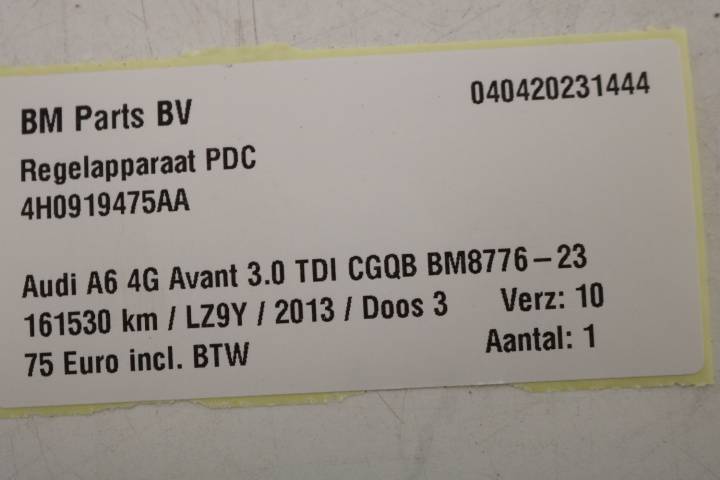 BM Parts BV 040420231444
Regelapparaat PDC
4H0919475AA
Audi A6 4G Avant 3.0 TDI CGQB BM8776-23
161530 km / LZ9Y / 2013 / Doos 3 Verz: 10
75 Euro incl. BTW Aantal: 1